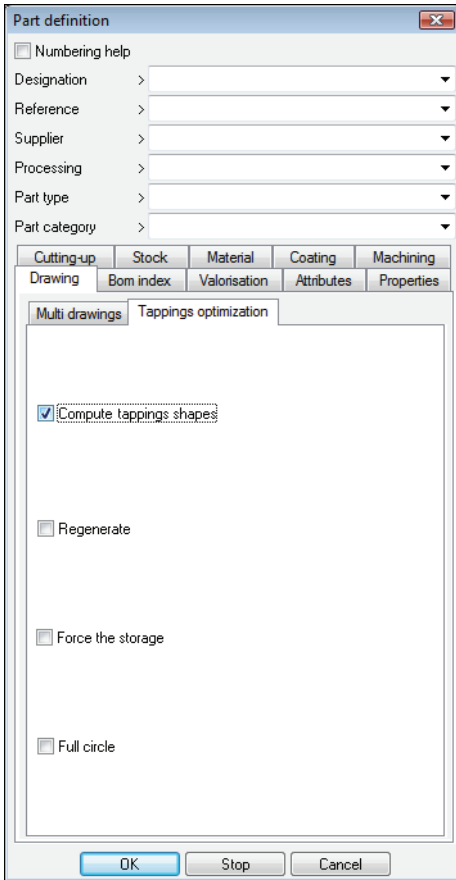 Part definition
Numbering help
Designation >
Reference >
Supplier >
Processing >
Part type >
Part category >
Cutting-up Stock Material Coating Machining
Drawing Bom index Valorisation Attributes Properties
Multi drawings Tappings optimization
Compute tappings shapes
Regenerate
Force the storage
Full circle
OK Stop Cancel